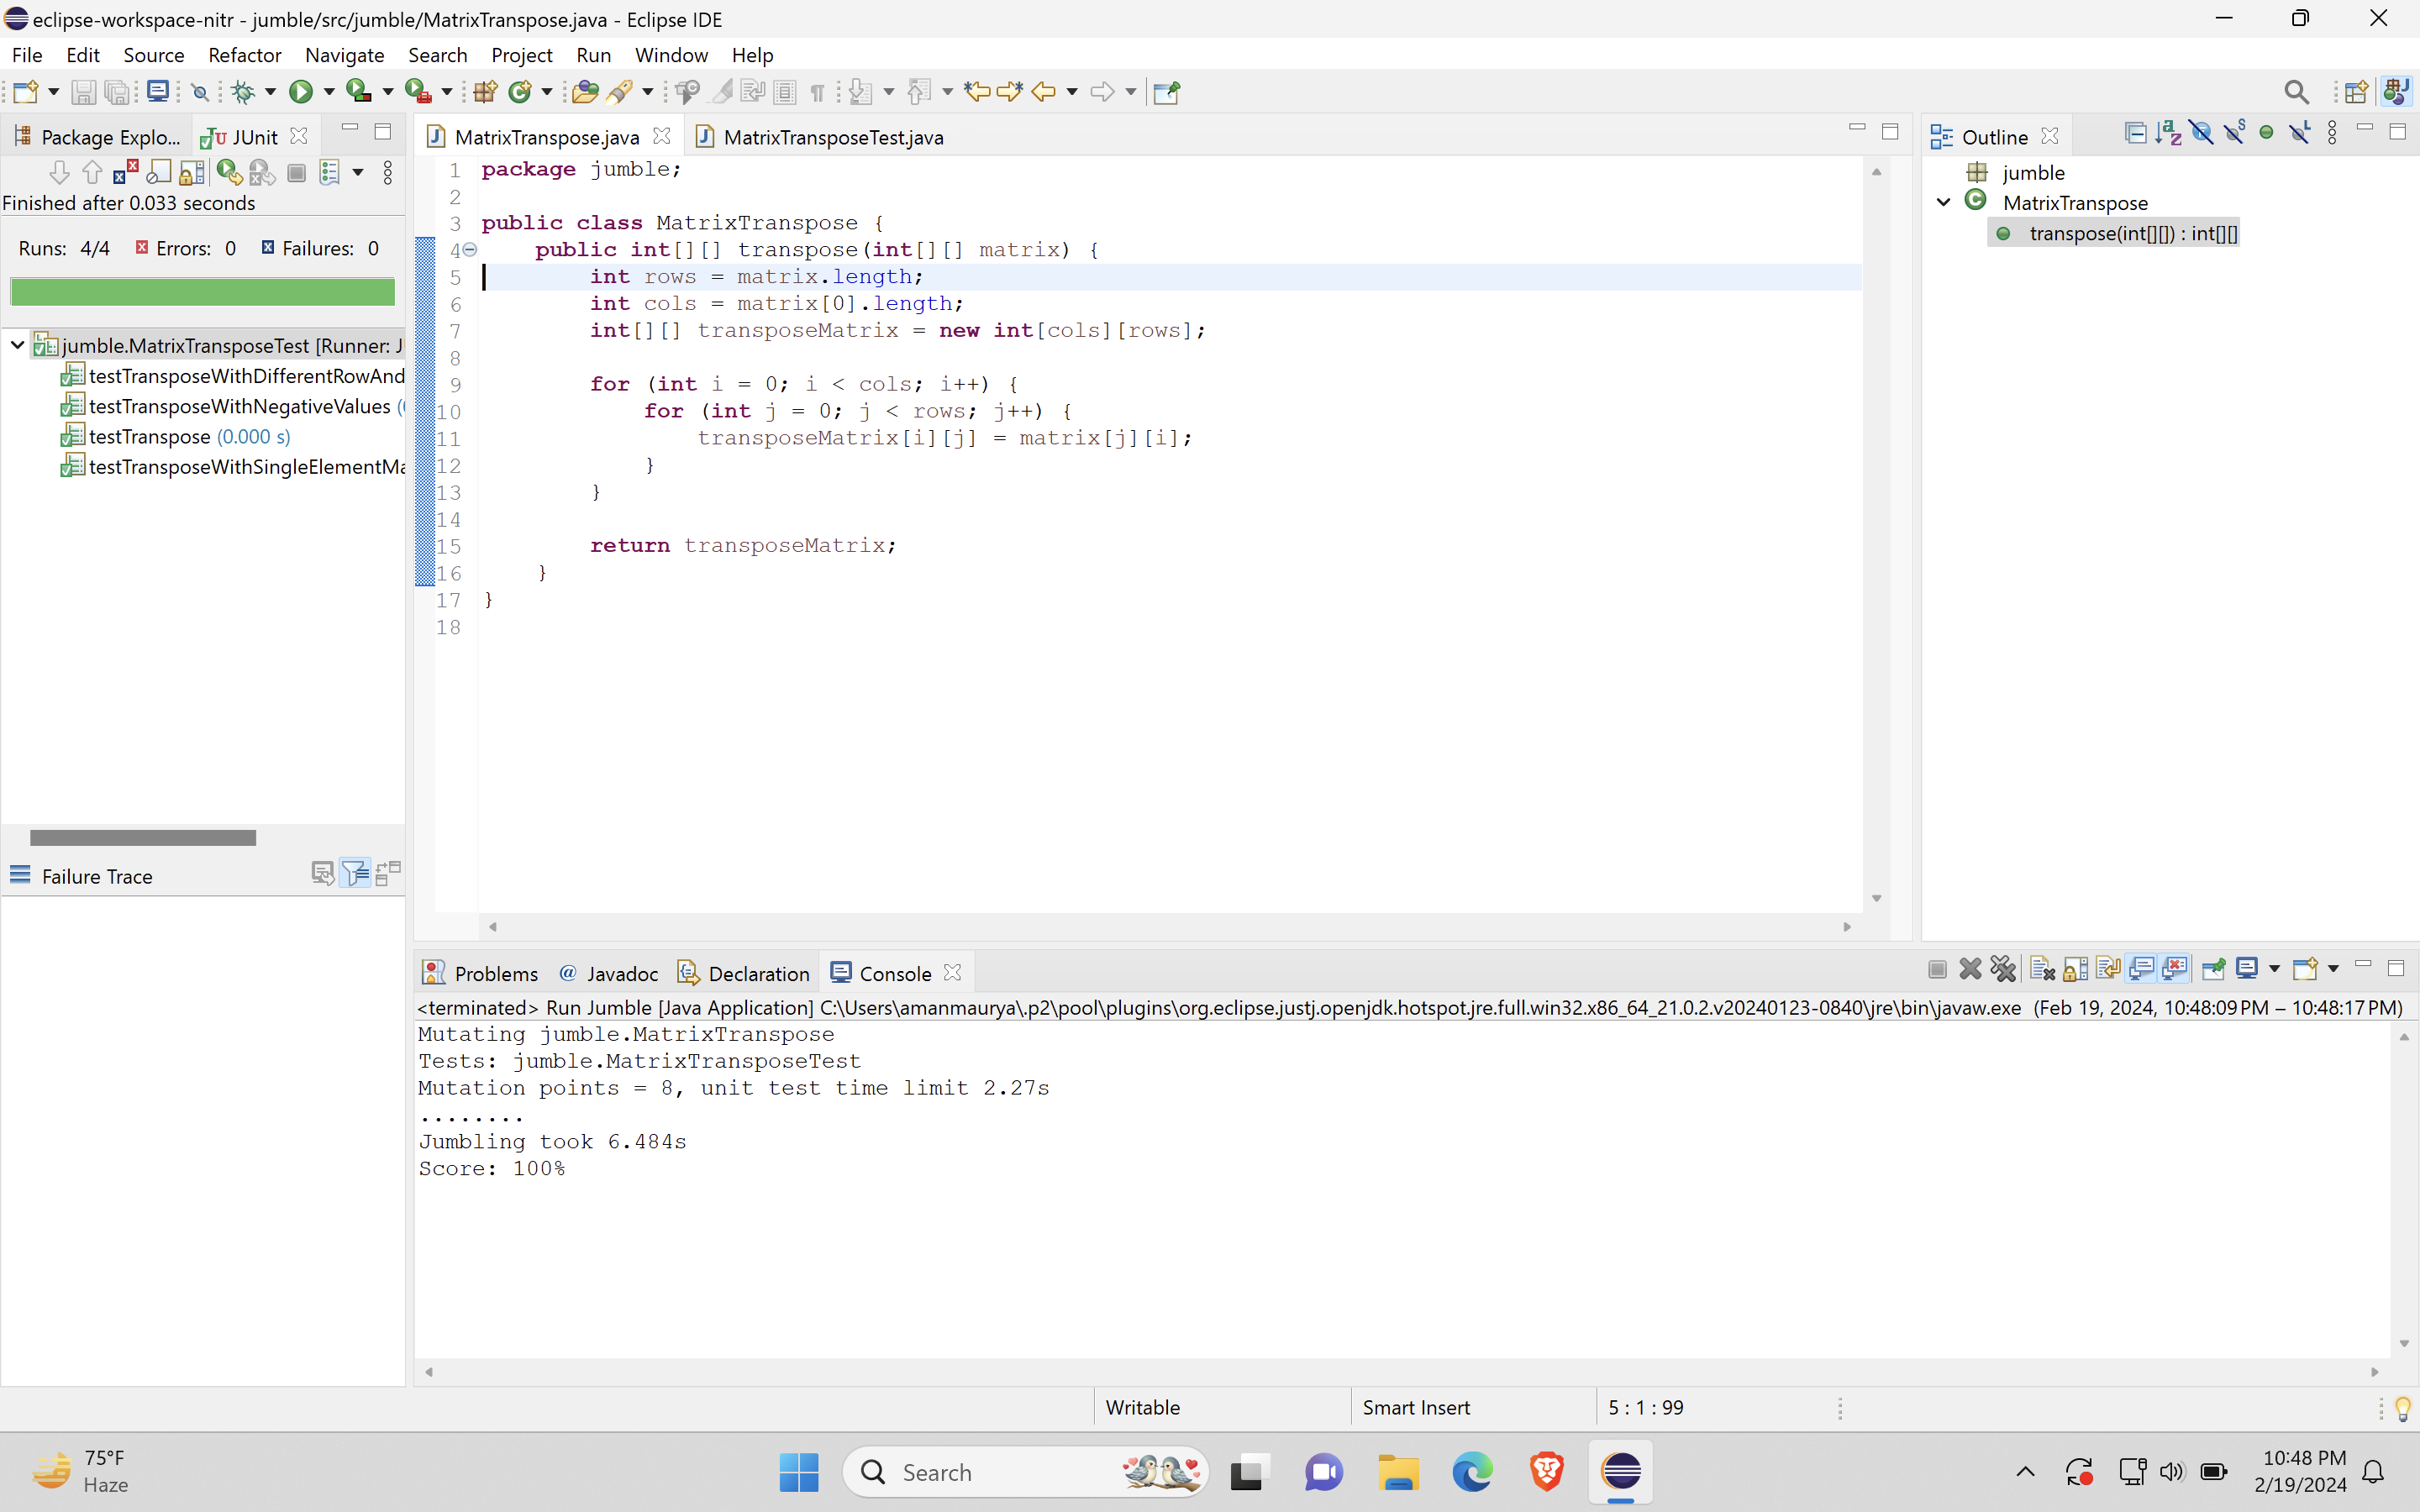 eclipse-workspace-nitr - jumble/src/jumble/MatrixTranspose.java - Eclipse IDE
File Edit Source Refactor Navigate Search Project Run Window Help
Package Explo... JUnit
Finished after 0.033 seconds
Runs: 4/4 Errors: 0 Failures: 0
jumble.MatrixTransposeTest [Runner: J
testTransposeWithDifferentRowAnd
testTransposeWithNegativeValues (
testTranspose (0.000 s)
testTransposeWithSingleElementMa
Failure Trace
MatrixTranspose.java MatrixTransposeTest.java
1 package jumble;
2
3 public class MatrixTranspose {
4 public int[][] transpose(int[][] matrix) {
5 int rows = matrix.length;
6 int cols = matrix[0].length;
7 int[][] transposeMatrix = new int[cols][rows];
8
9 for (int i = 0; i < cols; i++) {
10 for (int j = 0; j < rows; j++) {
11 transposeMatrix[i][j] = matrix[j][i];
12 }
13 }
14
15 return transposeMatrix;
16 }
17 }
18
Outline
jumble
MatrixTranspose
transpose(int[][]) : int[][]
Problems @ Javadoc Declaration Console
<terminated> Run Jumble [Java Application] C:\Users\amanmaurya\.p2\pool\plugins\org.eclipse.justj.openjdk.hotspot.jre.full.win32.x86_64_21.0.2.v20240123-0840\jre\bin\javaw.exe (Feb 19, 2024, 10:48:09 PM – 10:48:17 PM)
Mutating jumble.MatrixTranspose
Tests: jumble.MatrixTransposeTest
Mutation points = 8, unit test time limit 2.27s
........
Jumbling took 6.484s
Score: 100%
Writable Smart Insert 5 : 1 : 99
75°F
Haze
Search
10:48 PM
2/19/2024